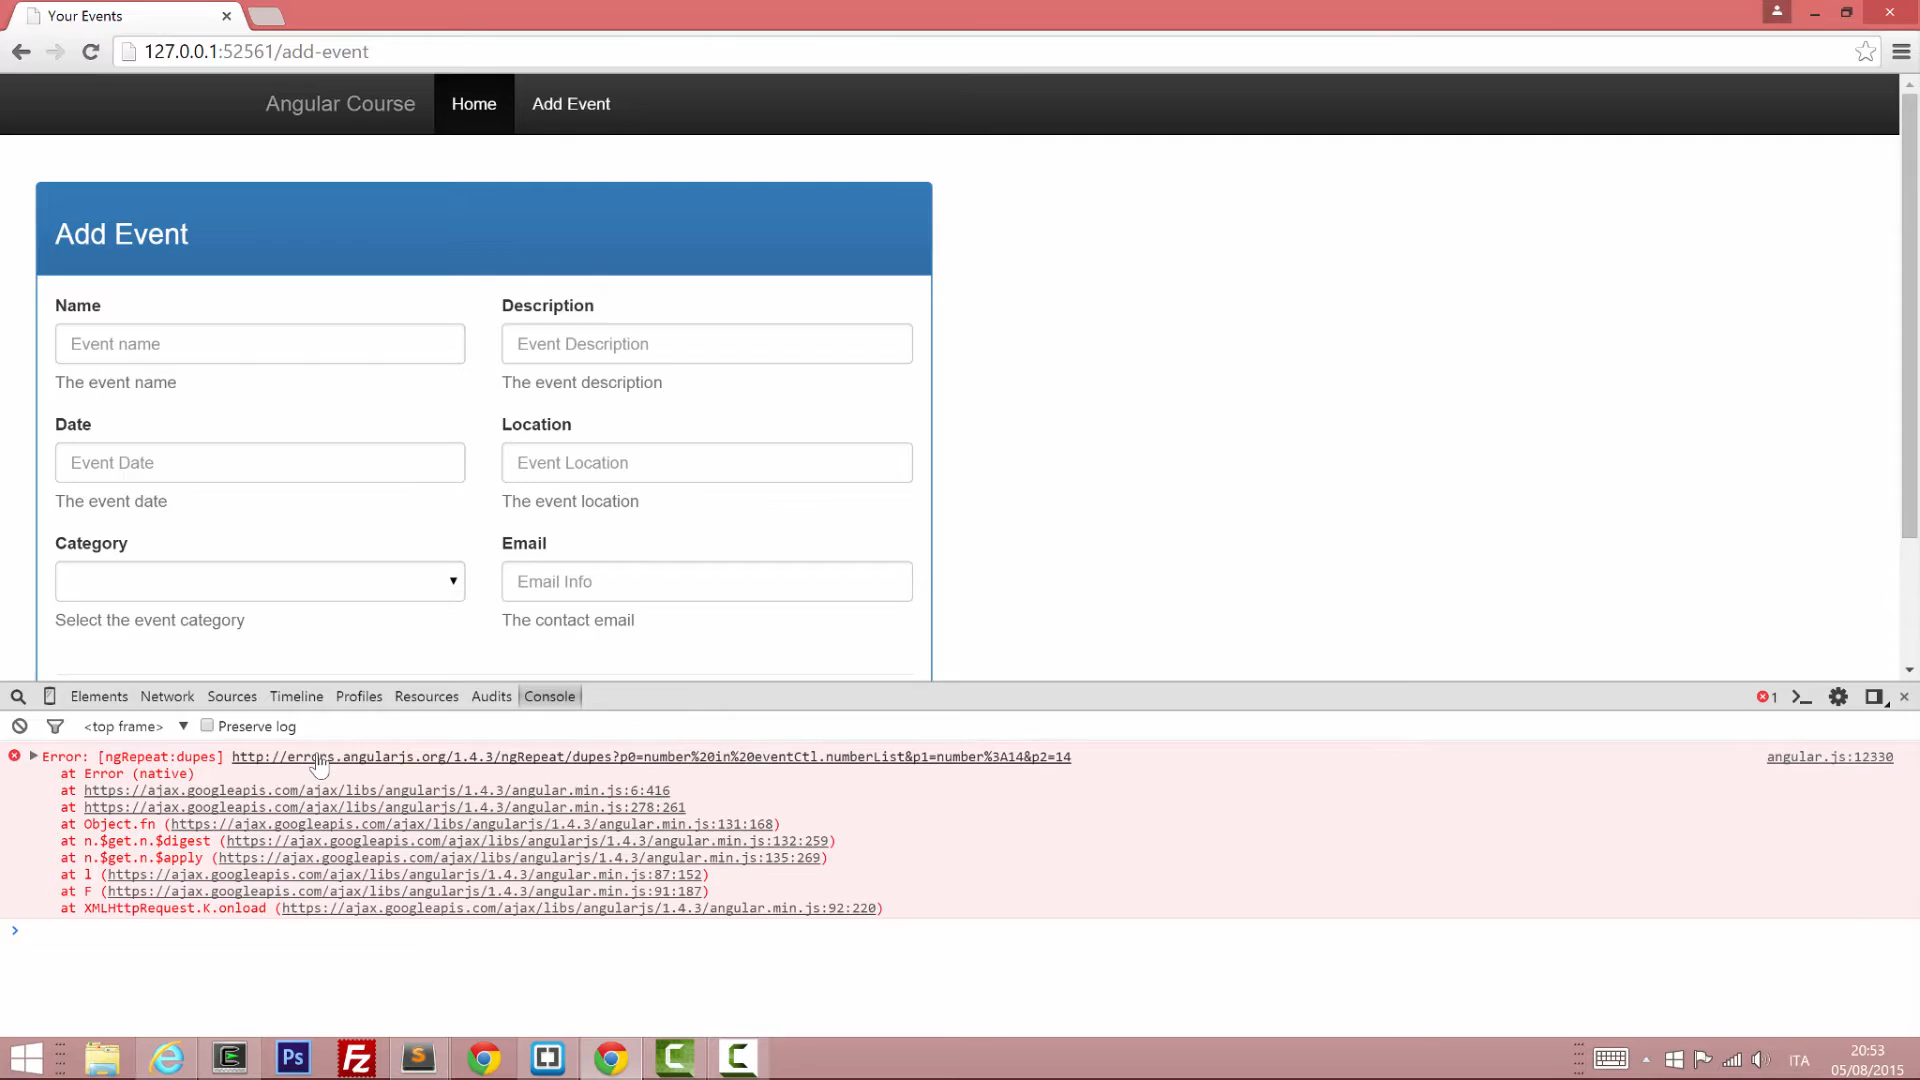 Your Events
127.0.0.1:52561/add-event
Angular Course Home Add Event
Add Event
Name Description
Event name Event Description
The event name The event description
Date Location
Event Date Event Location
The event date The event location
Category Email
Email Info
Select the event category The contact email
Elements Network Sources Timeline Profiles Resources Audits Console 1
<top frame> Preserve log
Error: [ngRepeat:dupes] http://errors.angularjs.org/1.4.3/ngRepeat/dupes?p0=number%20in%20eventCtl.numberList&p1=number%3A14&p2=14 angular.js:12330
at Error (native)
at https://ajax.googleapis.com/ajax/libs/angularjs/1.4.3/angular.min.js:6:416
at https://ajax.googleapis.com/ajax/libs/angularjs/1.4.3/angular.min.js:278:261
at Object.fn (https://ajax.googleapis.com/ajax/libs/angularjs/1.4.3/angular.min.js:131:168)
at n.$get.n.$digest (https://ajax.googleapis.com/ajax/libs/angularjs/1.4.3/angular.min.js:132:259)
at n.$get.n.$apply (https://ajax.googleapis.com/ajax/libs/angularjs/1.4.3/angular.min.js:135:269)
at l (https://ajax.googleapis.com/ajax/libs/angularjs/1.4.3/angular.min.js:87:152)
at F (https://ajax.googleapis.com/ajax/libs/angularjs/1.4.3/angular.min.js:91:187)
at XMLHttpRequest.K.onload (https://ajax.googleapis.com/ajax/libs/angularjs/1.4.3/angular.min.js:92:220)
Ps Fz S C C
ITA
20:53
05/08/2015